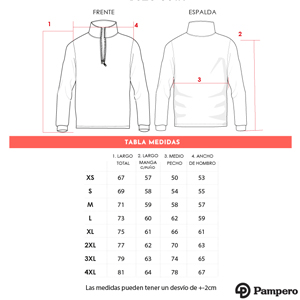 FRENTE
ESPALDA
1
4
2
3
TABLA MEDIDAS
1. LARGO TOTAL 2. LARGO MANGA C/PUÑO 3. MEDIO PECHO 4. ANCHO DE HOMBRO
XS 67 57 50 53
S 69 58 54 55
M 71 59 58 57
L 73 60 62 59
XL 75 61 66 61
2XL 77 62 70 63
3XL 79 63 74 65
4XL 81 64 78 67
Las medidas pueden tener un desvío de +-2cm
Pampero